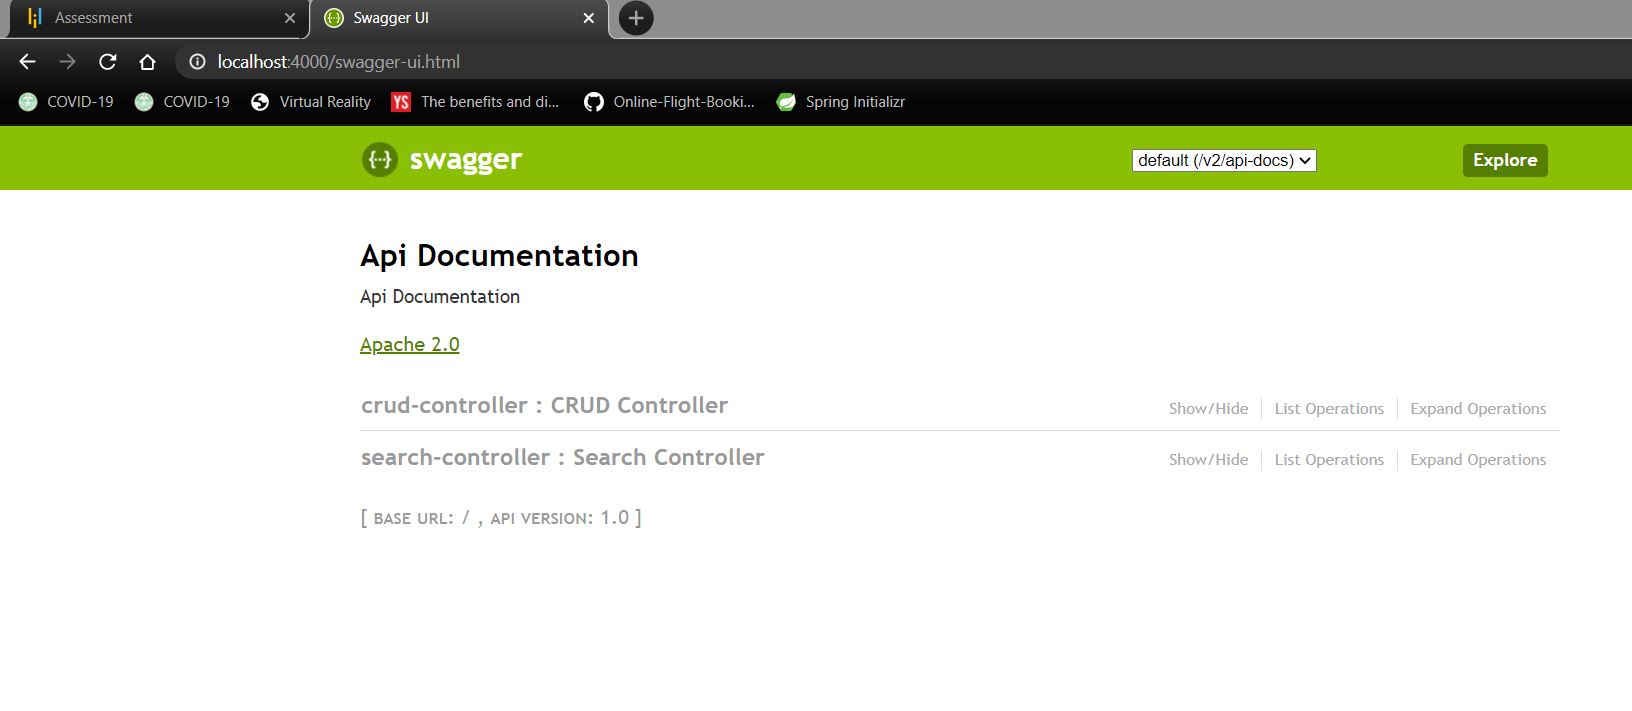 Assessment
Swagger UI
localhost:4000/swagger-ui.html
COVID-19 COVID-19 Virtual Reality YS The benefits and di... Online-Flight-Booki... Spring Initializr
{···} swagger default (/v2/api-docs) Explore
Api Documentation
Api Documentation
Apache 2.0
crud-controller : CRUD Controller Show/Hide List Operations Expand Operations
search-controller : Search Controller Show/Hide List Operations Expand Operations
[ BASE URL: / , API VERSION: 1.0 ]